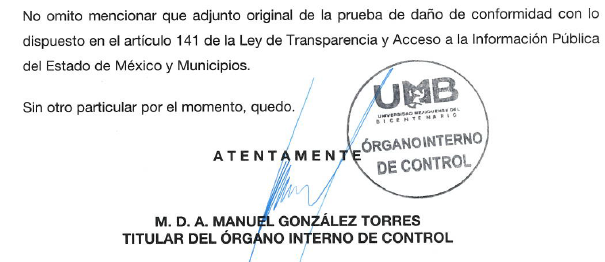 No omito mencionar que adjunto original de la prueba de daño de conformidad con lo
dispuesto en el artículo 141 de la Ley de Transparencia y Acceso a la Información Pública
del Estado de México y Municipios.
Sin otro particular por el momento, quedo.
UMB
UNIVERSIDAD MEXIQUENSE DEL
BICENTENARIO
ÓRGANO INTERNO
DE CONTROL
ATENTAMENTE
M. D. A. MANUEL GONZÁLEZ TORRES
TITULAR DEL ÓRGANO INTERNO DE CONTROL